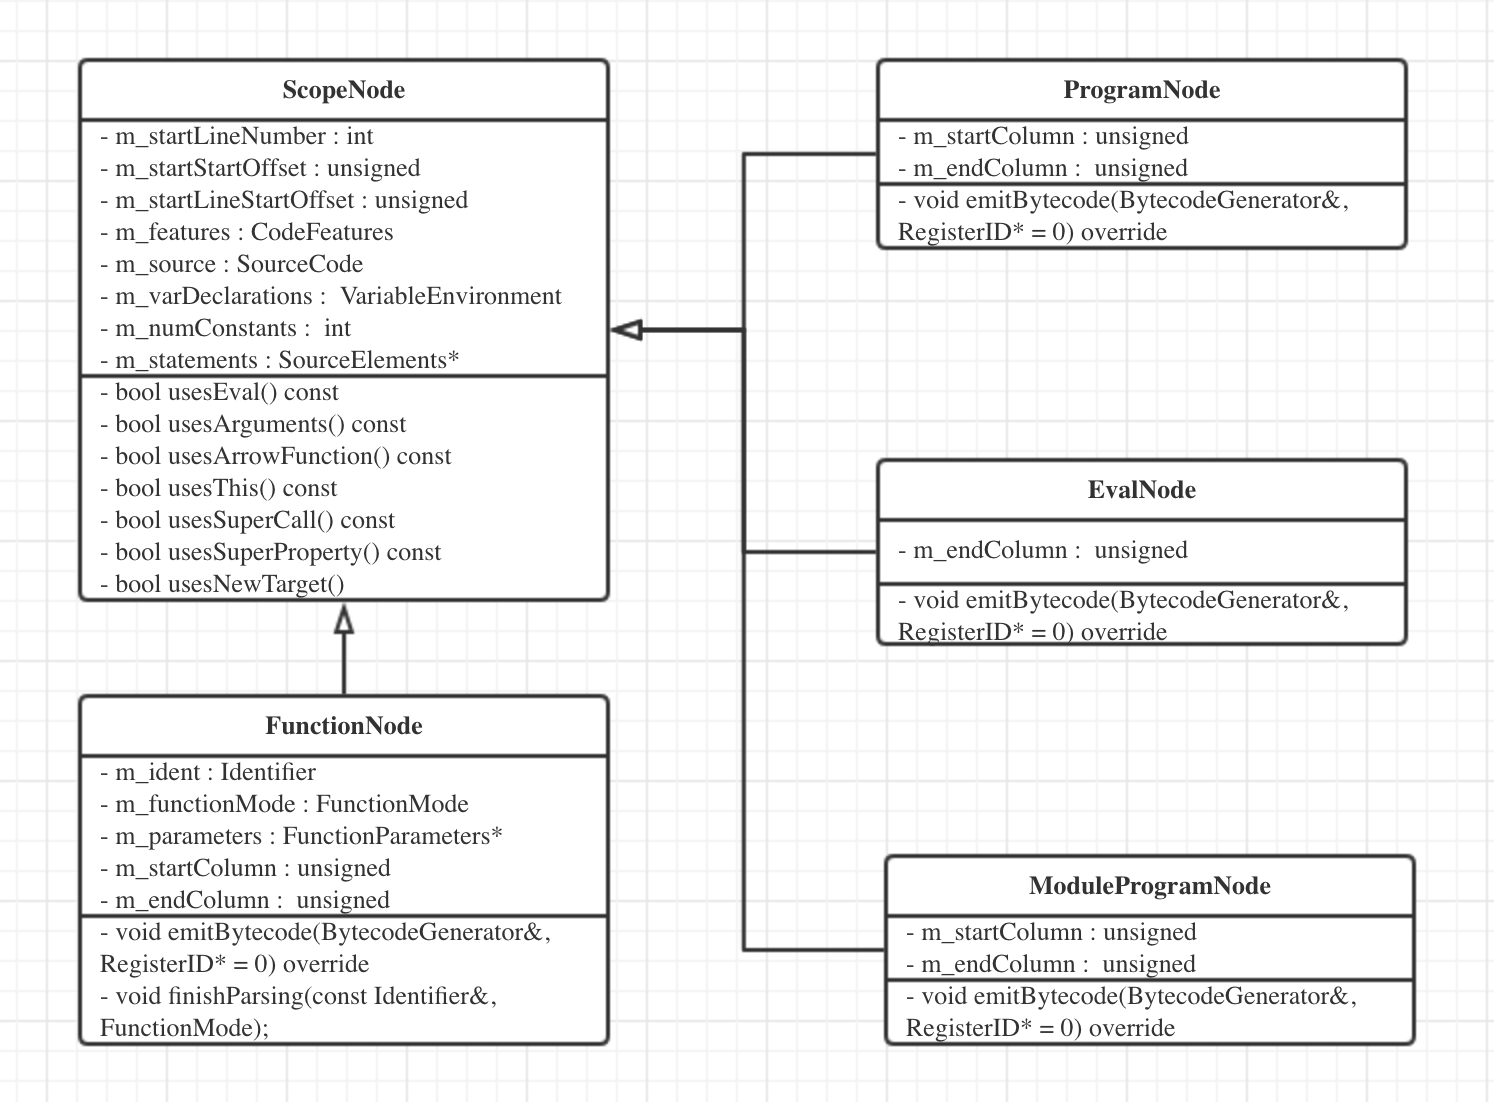 ScopeNode
- m_startLineNumber : int
- m_startStartOffset : unsigned
- m_startLineStartOffset : unsigned
- m_features : CodeFeatures
- m_source : SourceCode
- m_varDeclarations :  VariableEnvironment
- m_numConstants :  int
- m_statements : SourceElements*
- bool usesEval() const
- bool usesArguments() const
- bool usesArrowFunction() const
- bool usesThis() const
- bool usesSuperCall() const
- bool usesSuperProperty() const
- bool usesNewTarget()
FunctionNode
- m_ident : Identifier
- m_functionMode : FunctionMode
- m_parameters : FunctionParameters*
- m_startColumn : unsigned
- m_endColumn :  unsigned
- void emitBytecode(BytecodeGenerator&,
RegisterID* = 0) override
- void finishParsing(const Identifier&,
FunctionMode);
ProgramNode
- m_startColumn : unsigned
- m_endColumn :  unsigned
- void emitBytecode(BytecodeGenerator&,
RegisterID* = 0) override
EvalNode
- m_endColumn :  unsigned
- void emitBytecode(BytecodeGenerator&,
RegisterID* = 0) override
ModuleProgramNode
- m_startColumn : unsigned
- m_endColumn :  unsigned
- void emitBytecode(BytecodeGenerator&,
RegisterID* = 0) override